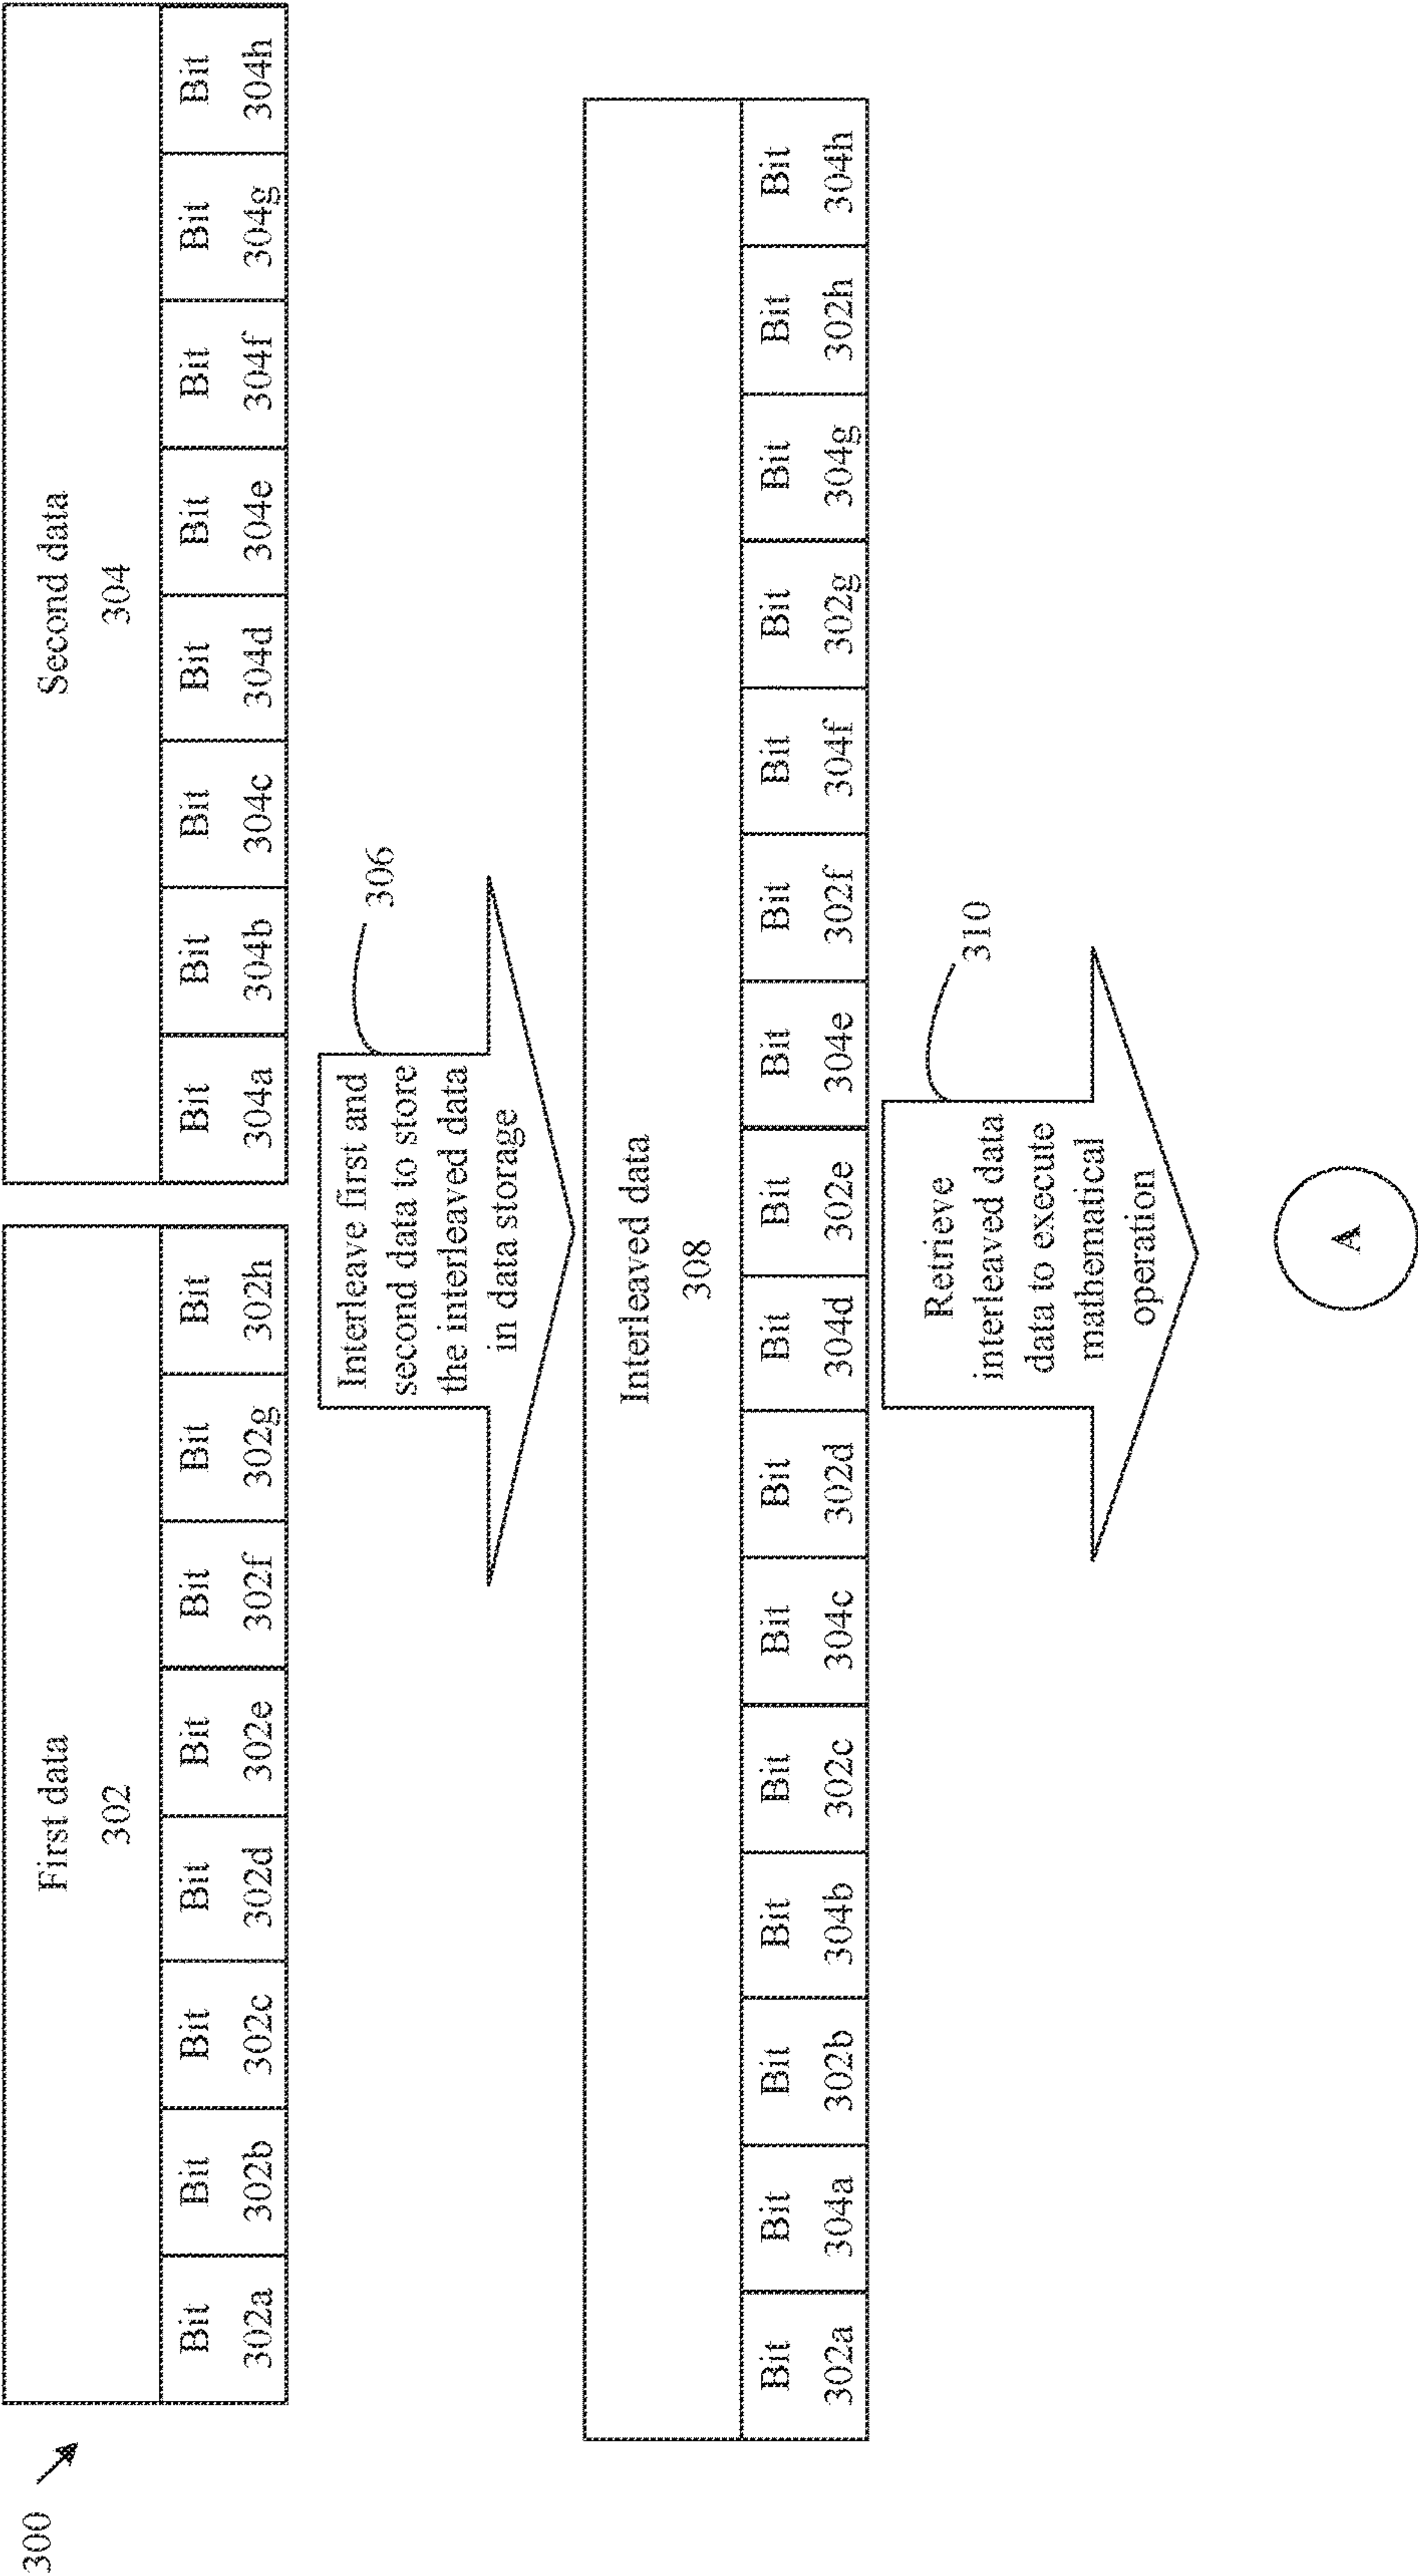 300
First data
302
Bit
302a
Bit
302b
Bit
302c
Bit
302d
Bit
302e
Bit
302f
Bit
302g
Bit
302h
Second data
304
Bit
304a
Bit
304b
Bit
304c
Bit
304d
Bit
304e
Bit
304f
Bit
304g
Bit
304h
Interleave first and
second data to store
the interleaved data
in data storage
306
Interleaved data
308
Bit
302a
Bit
304a
Bit
302b
Bit
304b
Bit
302c
Bit
304c
Bit
302d
Bit
304d
Bit
302e
Bit
304e
Bit
302f
Bit
304f
Bit
302g
Bit
304g
Bit
302h
Bit
304h
Retrieve
interleaved data
data to execute
mathematical
operation
310
A